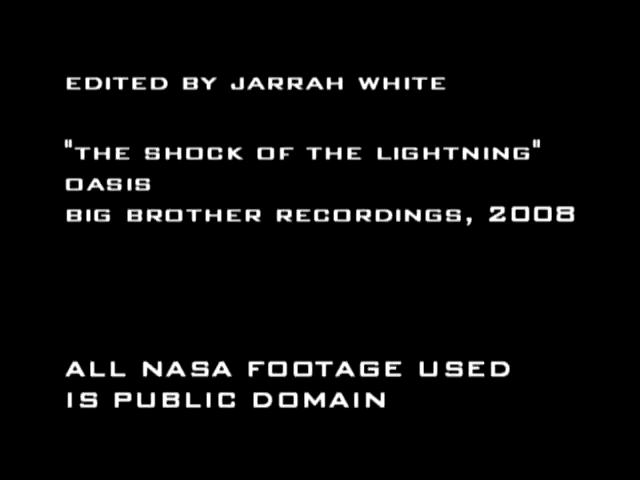 EDITED BY JARRAH WHITE
"THE SHOCK OF THE LIGHTNING"
OASIS
BIG BROTHER RECORDINGS, 2008
ALL NASA FOOTAGE USED
IS PUBLIC DOMAIN